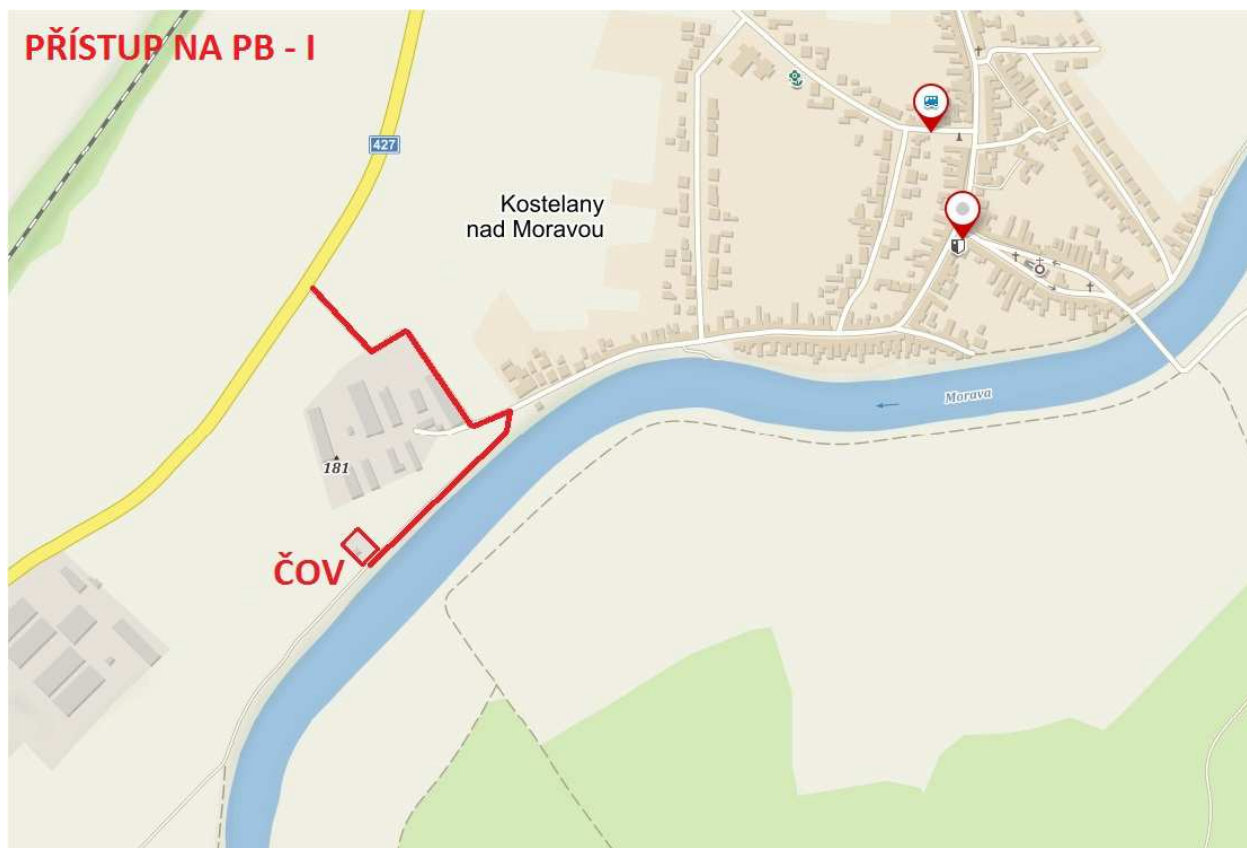 PŘÍSTUP NA PB - I
427
Kostelany
nad Moravou
Morava
181
ČOV